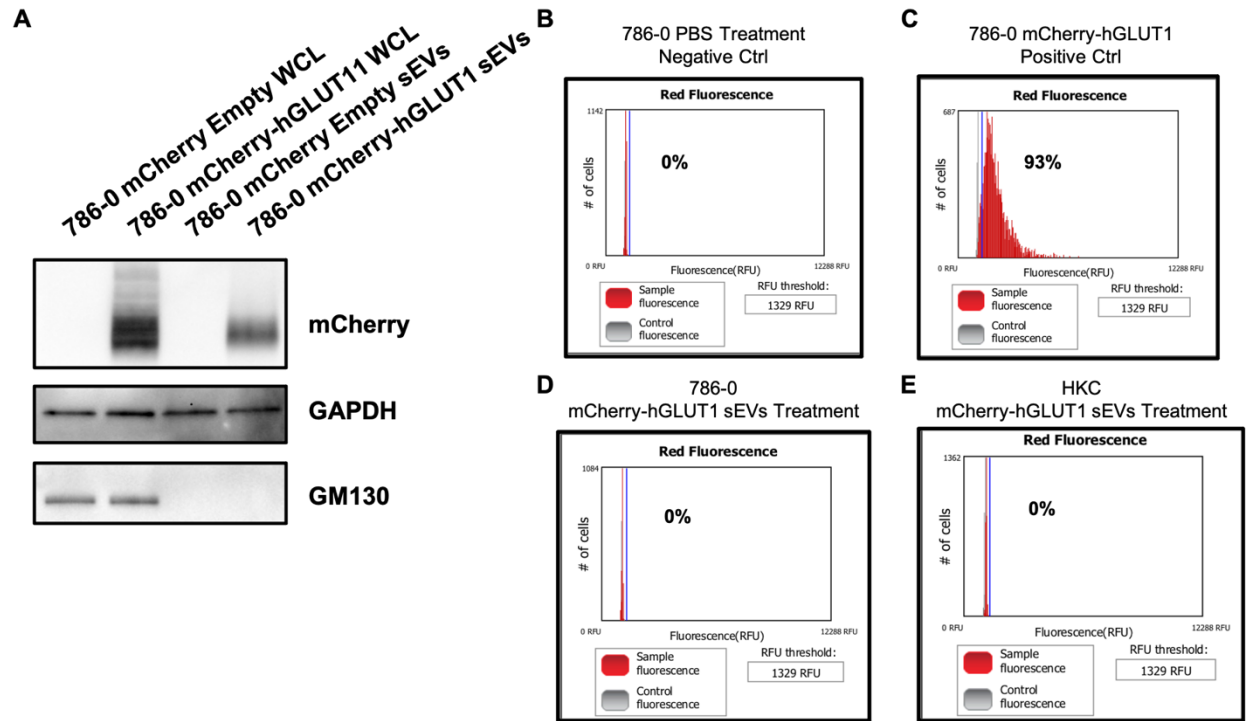 A
786-0 mCherry Empty WCL
786-0 mCherry-hGLUT11 WCL
786-0 mCherry Empty sEVs
786-0 mCherry-hGLUT1 sEVs
mCherry
GAPDH
GM130
B
786-0 PBS Treatment
Negative Ctrl
Red Fluorescence
1142
0%
# of cells
0 RFU
Fluorescence(RFU)
12288 RFU
Sample
fluorescence
Control
fluorescence
RFU threshold:
1329 RFU
C
786-0 mCherry-hGLUT1
Positive Ctrl
Red Fluorescence
687
93%
# of cells
0 RFU
Fluorescence(RFU)
12288 RFU
Sample
fluorescence
Control
fluorescence
RFU threshold:
1329 RFU
D
786-0
mCherry-hGLUT1 sEVs Treatment
Red Fluorescence
1084
0%
# of cells
0 RFU
Fluorescence(RFU)
12288 RFU
Sample
fluorescence
Control
fluorescence
RFU threshold:
1329 RFU
E
HKC
mCherry-hGLUT1 sEVs Treatment
Red Fluorescence
1362
0%
# of cells
0 RFU
Fluorescence(RFU)
12288 RFU
Sample
fluorescence
Control
fluorescence
RFU threshold:
1329 RFU